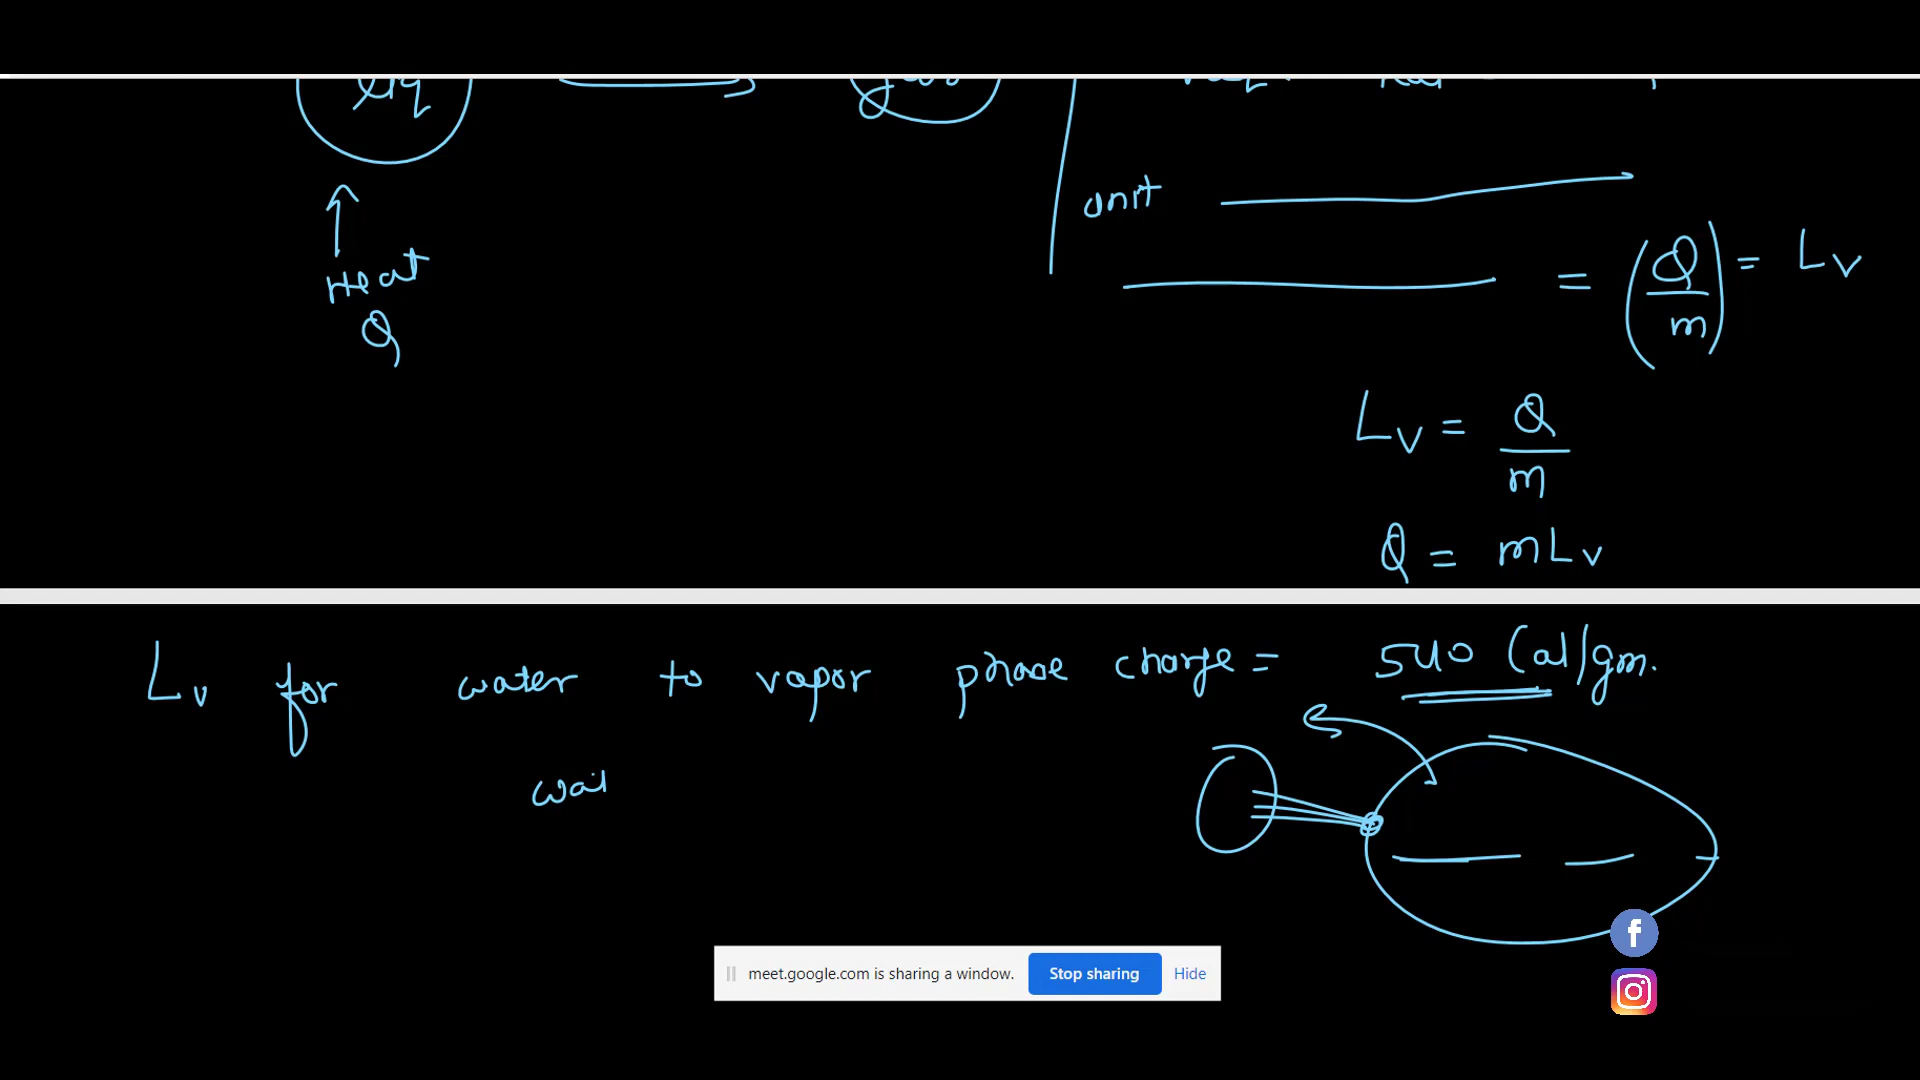 liq
unit
Heat
Q
= (Q/m) = Lv
Lv = Q/m
Q = mLv
Lv for water to vapor phase charge = 540 Cal/gm.
wai
meet.google.com is sharing a window. Stop sharing Hide